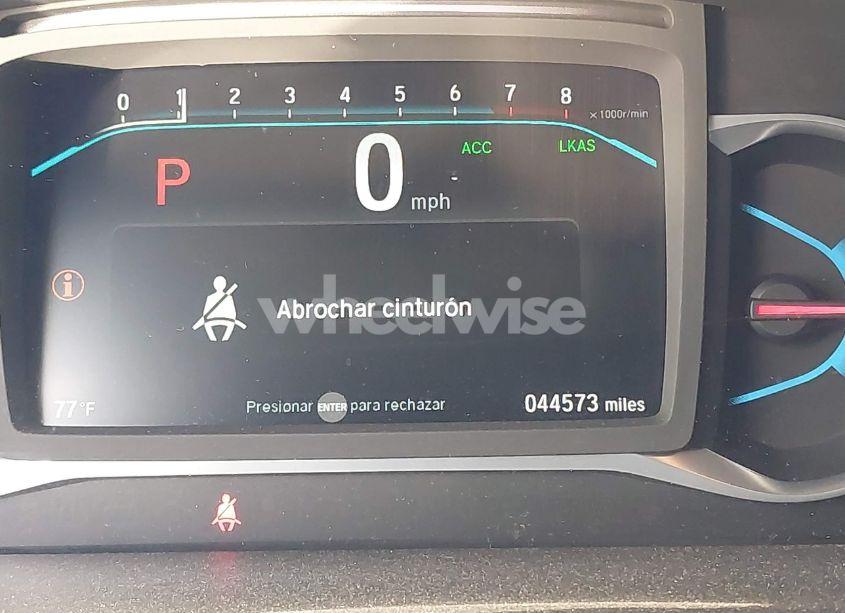 0 1 2 3 4 5 6 7 8
×1000r/min
P 0 mph ACC LKAS
i
wheelwise
Abrochar cinturón
77°F Presionar ENTER para rechazar 044573 miles